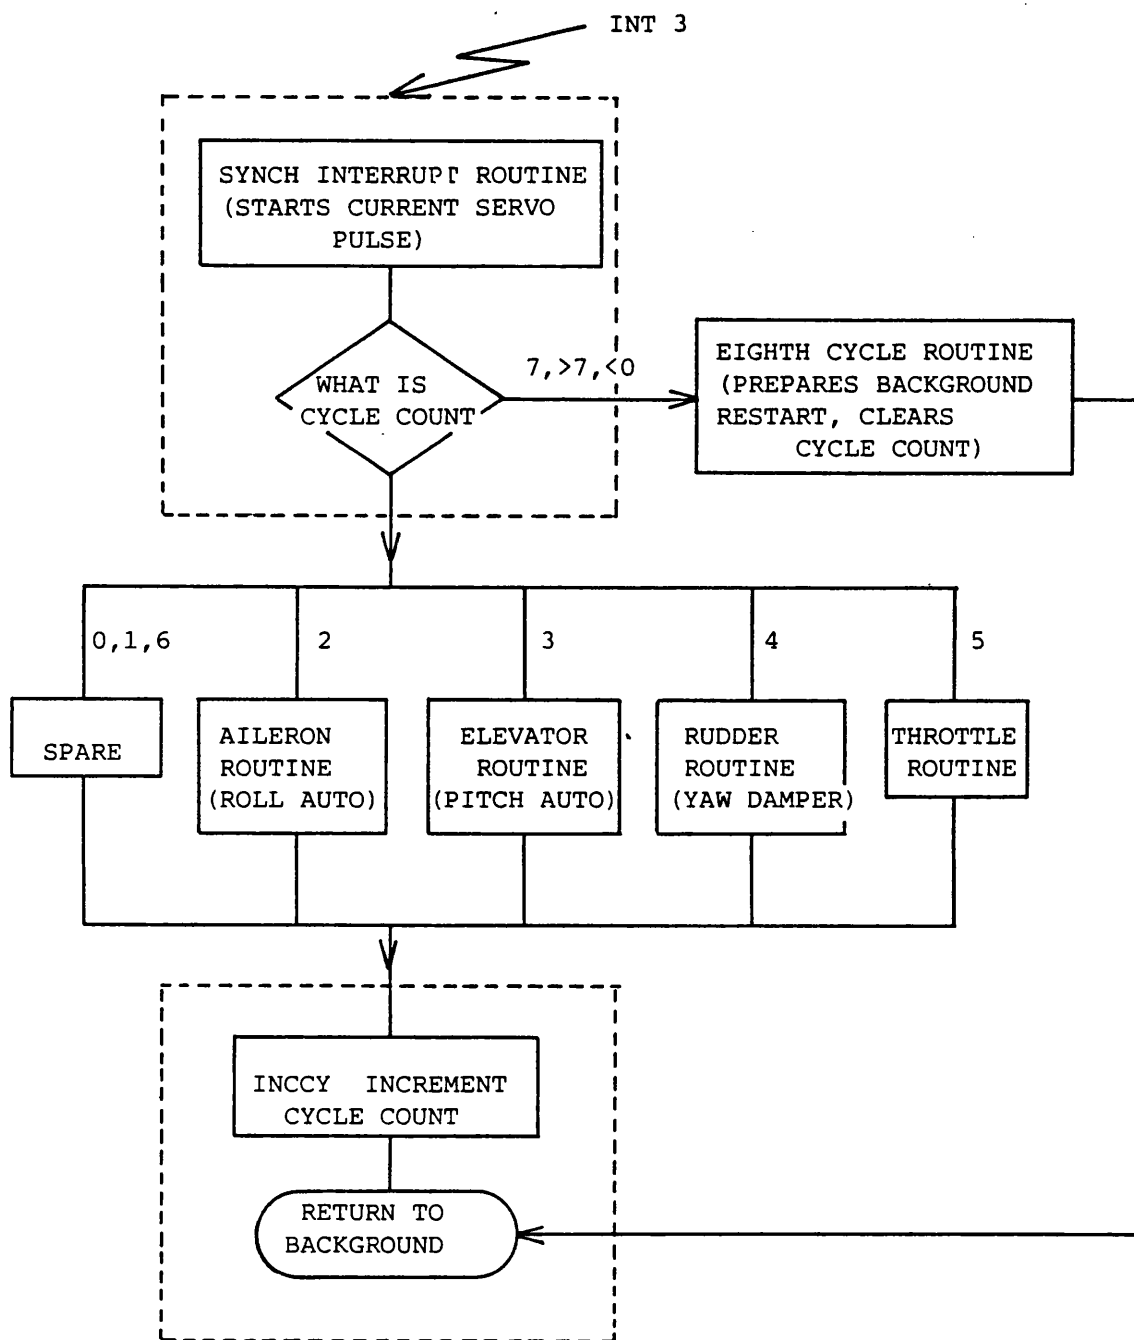 INT 3
SYNCH INTERRUPT ROUTINE
(STARTS CURRENT SERVO
PULSE)
WHAT IS
CYCLE COUNT
7,>7,<0
EIGHTH CYCLE ROUTINE
(PREPARES BACKGROUND
RESTART, CLEARS
CYCLE COUNT)
0,1,6
2
3
4
5
SPARE
AILERON
ROUTINE
(ROLL AUTO)
ELEVATOR
ROUTINE
(PITCH AUTO)
RUDDER
ROUTINE
(YAW DAMPER)
THROTTLE
ROUTINE
INCCY INCREMENT
CYCLE COUNT
RETURN TO
BACKGROUND